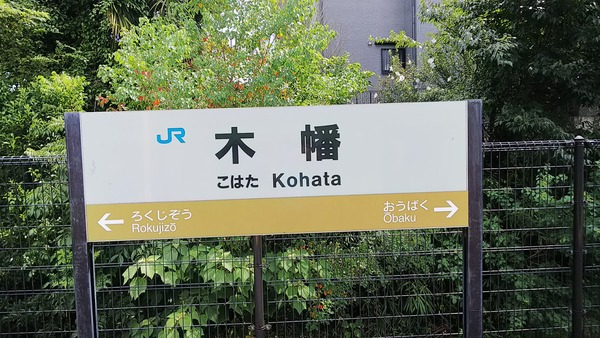 JR 木幡
こはた Kohata
← ろくじぞう おうばく →
Rokujizō Ōbaku